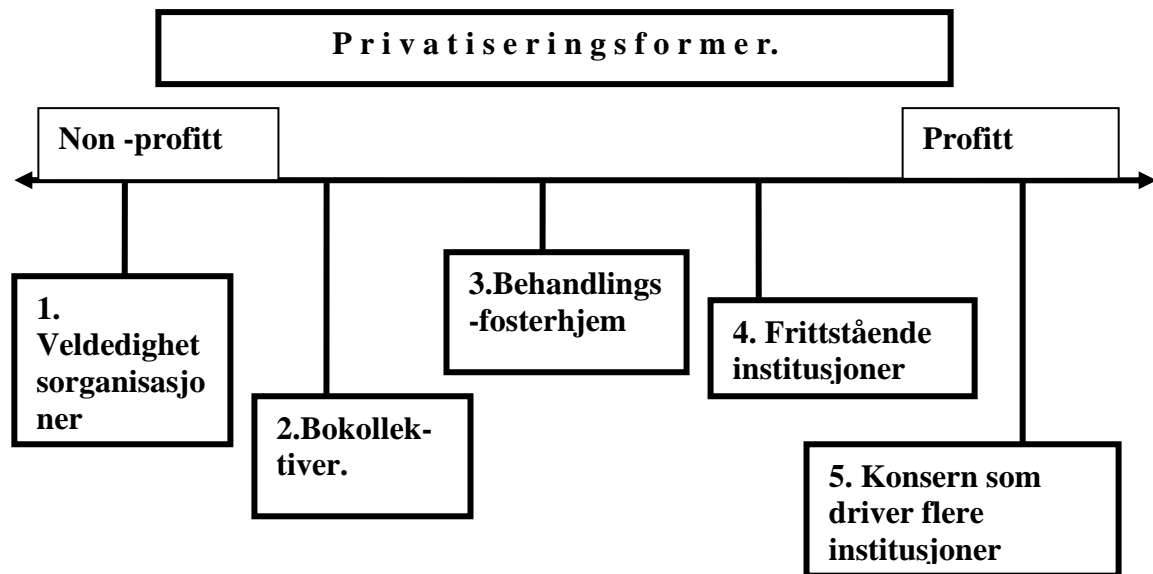 P r i v a t i s e r i n g s f o r m e r.
Non -profitt
Profitt
1.
Veldedighet
sorganisasjo
ner
2.Bokollek-
tiver.
3.Behandlings
-fosterhjem
4. Frittstående
institusjoner
5. Konsern som
driver flere
institusjoner